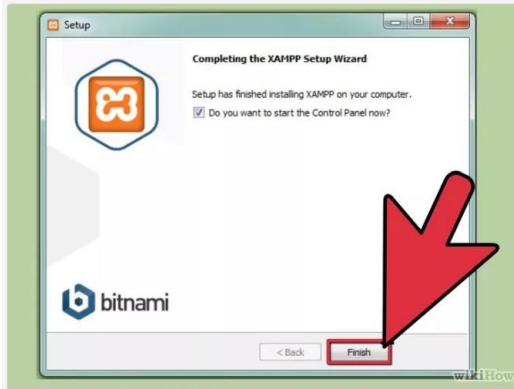 Setup
Completing the XAMPP Setup Wizard
Setup has finished installing XAMPP on your computer.
Do you want to start the Control Panel now?
bitnami
< Back
Finish
wikiHow